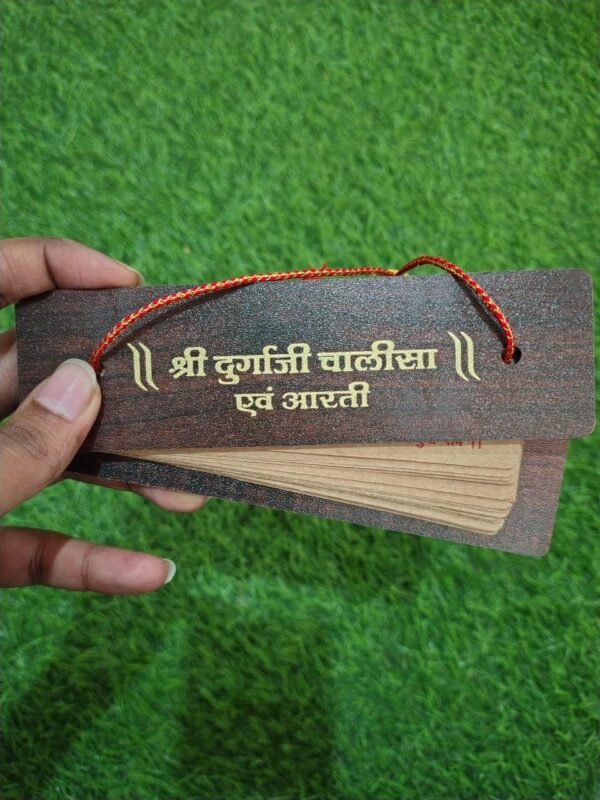 || श्री दुर्गाजी चालीसा ||
एवं आरती